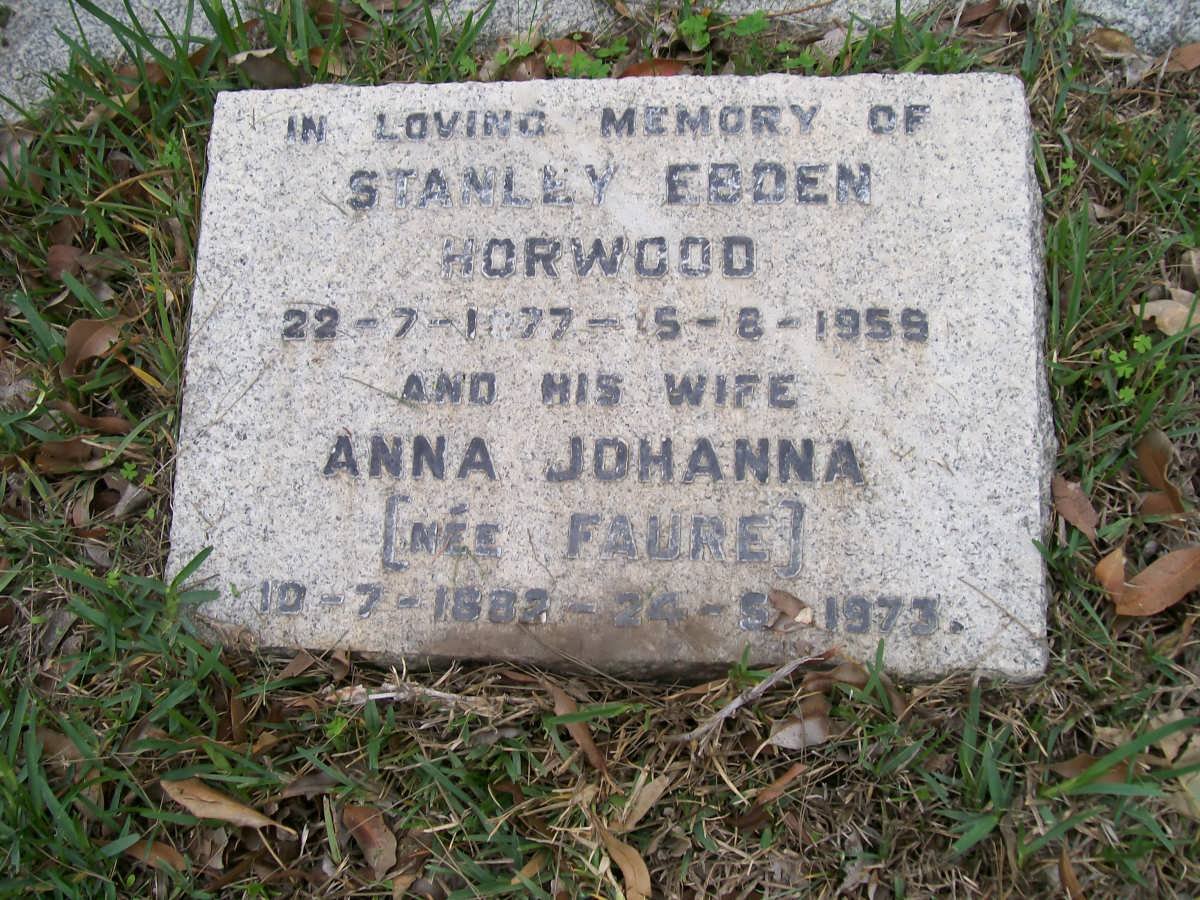 IN LOVING MEMORY OF
STANLEY EBDEN
HORWOOD
22-7-1877-15-8-1959
AND HIS WIFE
ANNA JOHANNA
[NÉE FAURE]
10-7-1882-24-8-1973.